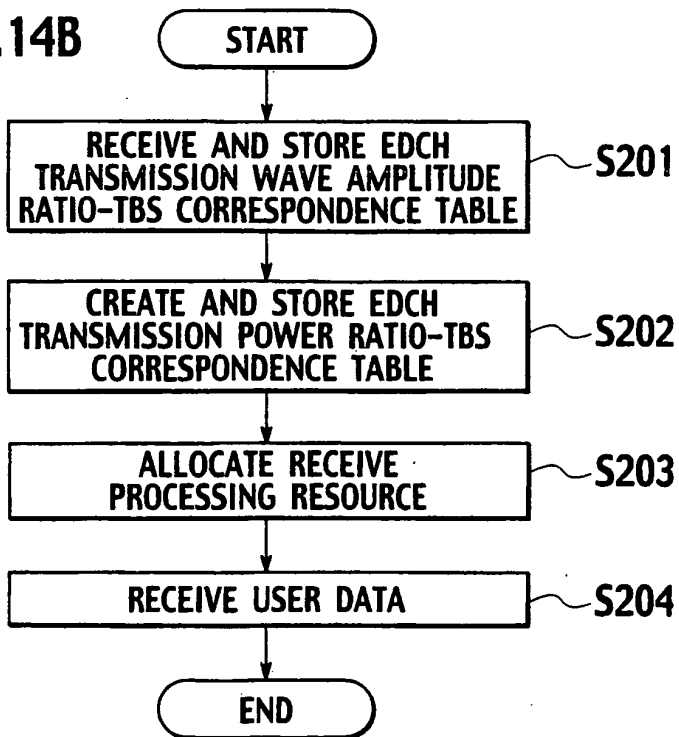 .14B
START
RECEIVE AND STORE EDCH
TRANSMISSION WAVE AMPLITUDE
RATIO-TBS CORRESPONDENCE TABLE
S201
CREATE AND STORE EDCH
TRANSMISSION POWER RATIO-TBS
CORRESPONDENCE TABLE
S202
ALLOCATE RECEIVE
PROCESSING RESOURCE
S203
RECEIVE USER DATA
S204
END